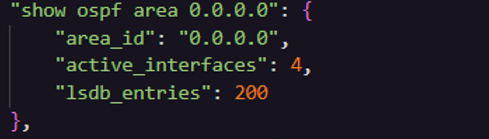 "show ospf area 0.0.0.0": {
    "area_id": "0.0.0.0",
    "active_interfaces": 4,
    "lsdb_entries": 200
},